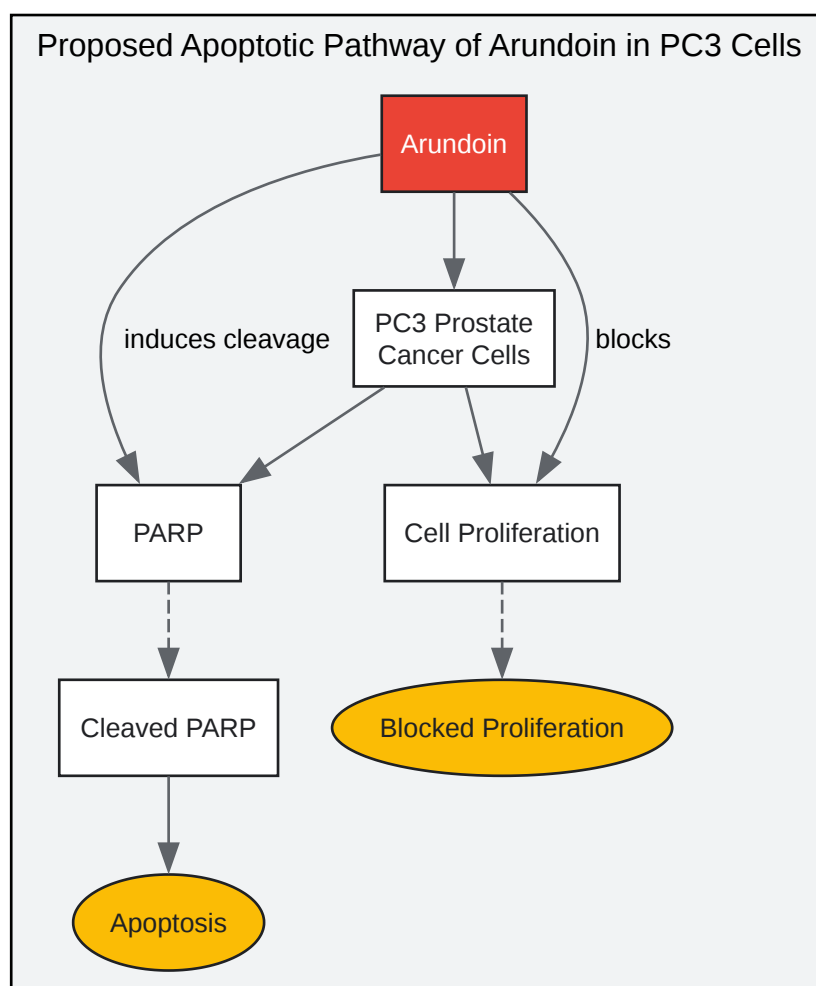 Proposed Apoptotic Pathway of Arundoin in PC3 Cells
Arundoin
PC3 Prostate
Cancer Cells
induces cleavage
blocks
PARP
Cell Proliferation
Cleaved PARP
Blocked Proliferation
Apoptosis